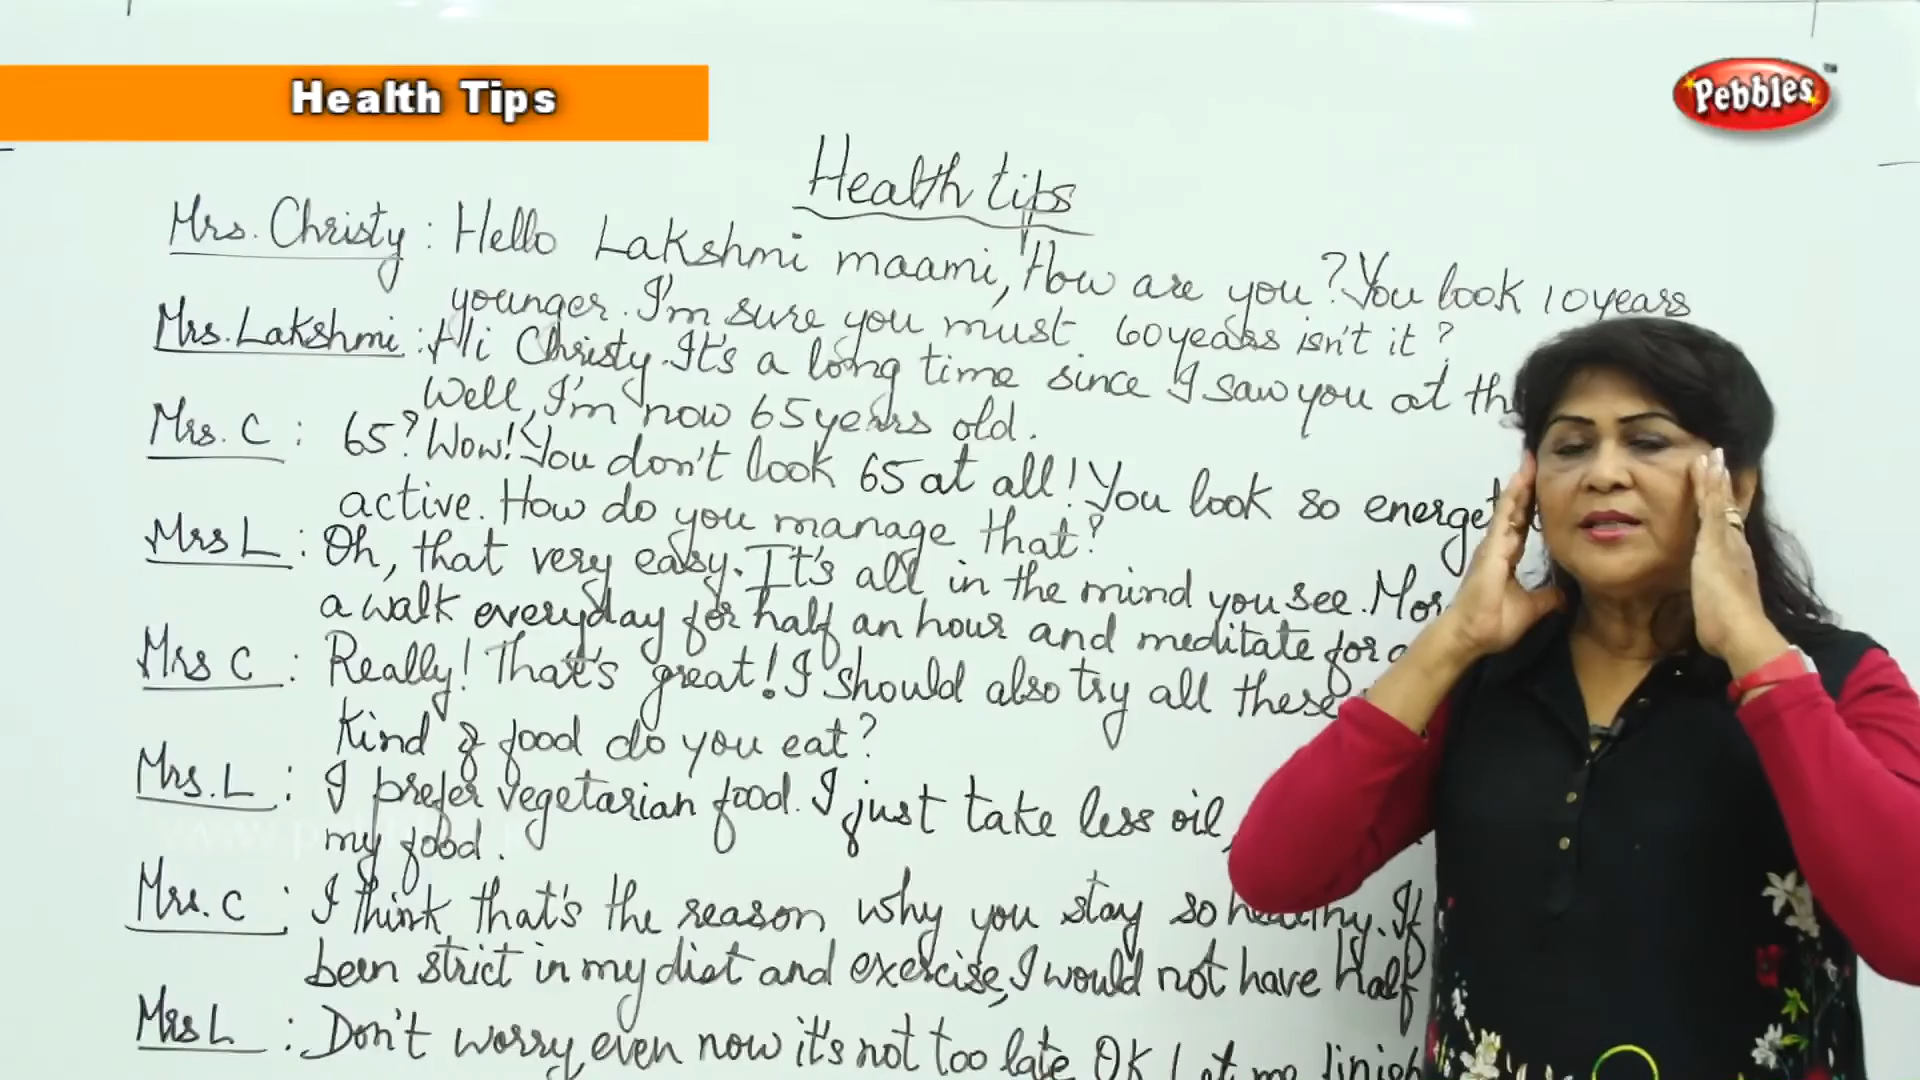 Health Tips
Pebbles
TM
Health tips
Mrs. Christy : Hello Lakshmi maami, How are you? You look 10 years
younger. I'm sure you must 60 years isn't it?
Mrs. Lakshmi : Hi Christy. It's a long time since I saw you at the
Well, I'm now 65 years old.
Mrs. C : 65? Wow! You don't look 65 at all! You look so energet
active. How do you manage that?
Mrs L : Oh, that very easy. It's all in the mind you see. Mor
a walk everyday for half an hour and meditate for a
Mrs C : Really! That's great! I should also try all these
kind of food do you eat?
Mrs. L : I prefer vegetarian food. I just take less oil,
my food.
Mrs. C : I think that's the reason why you stay so healthy. If
been strict in my diet and exercise, I would not have half
Mrs L : Don't worry, even now it's not too late OK Let me finish